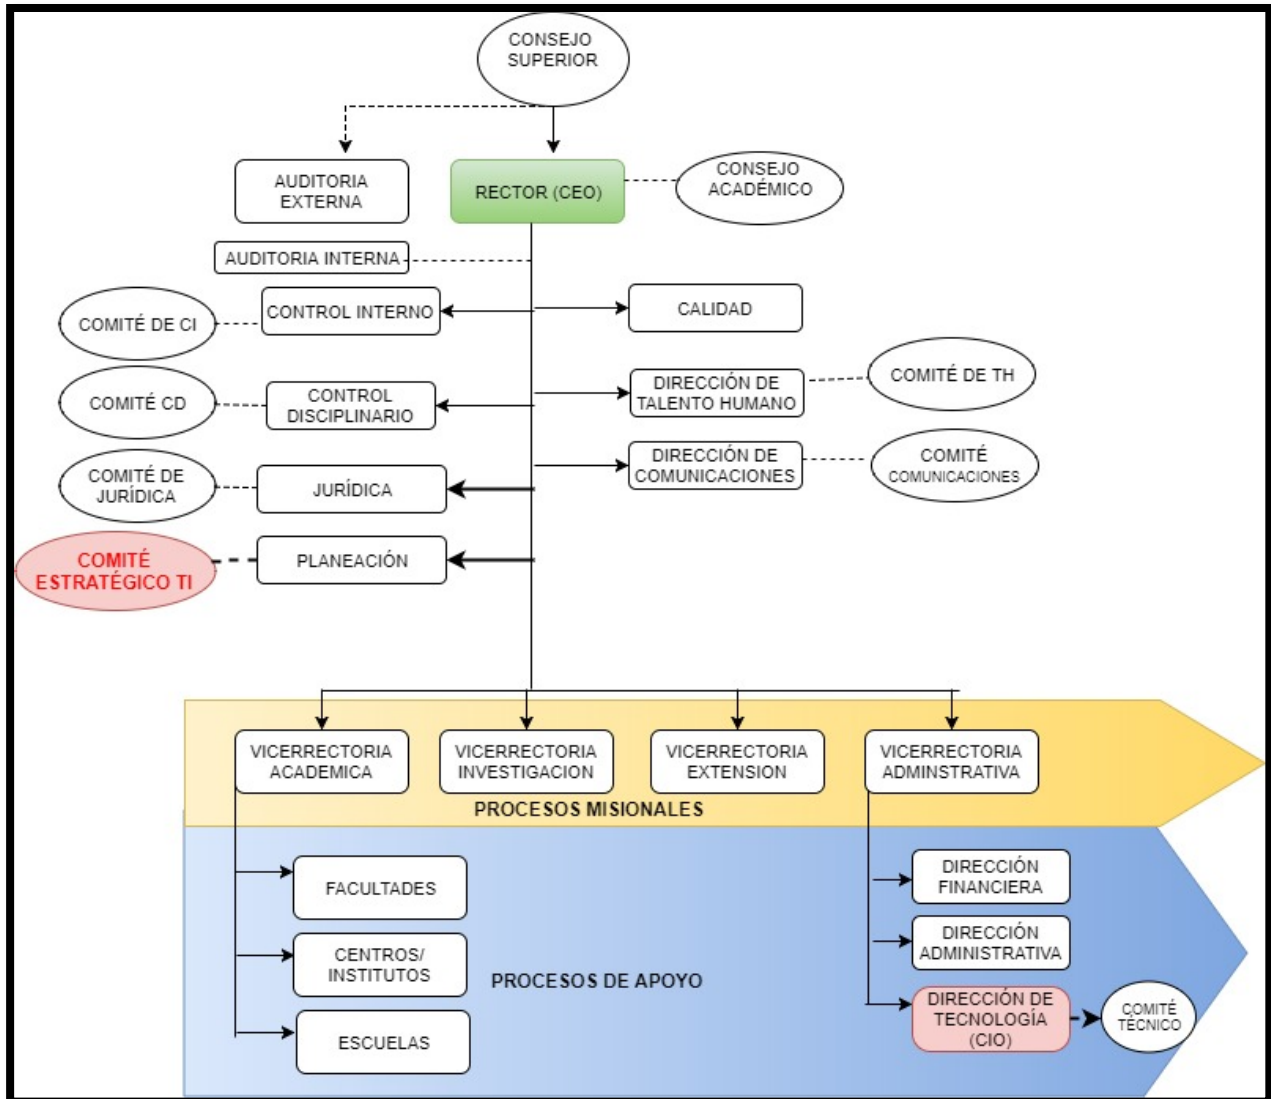 CONSEJO
SUPERIOR
AUDITORIA
EXTERNA
RECTOR (CEO)
CONSEJO
ACADÉMICO
AUDITORIA INTERNA
COMITÉ DE CI
CONTROL INTERNO
CALIDAD
COMITÉ CD
CONTROL
DISCIPLINARIO
DIRECCIÓN DE
TALENTO HUMANO
COMITÉ DE TH
COMITÉ DE
JURÍDICA
JURÍDICA
DIRECCIÓN DE
COMUNICACIONES
COMITÉ
COMUNICACIONES
COMITÉ
ESTRATÉGICO TI
PLANEACIÓN
VICERRECTORIA
ACADEMICA
VICERRECTORIA
INVESTIGACION
VICERRECTORIA
EXTENSION
VICERRECTORIA
ADMINSTRATIVA
PROCESOS MISIONALES
FACULTADES
CENTROS/
INSTITUTOS
ESCUELAS
PROCESOS DE APOYO
DIRECCIÓN
FINANCIERA
DIRECCIÓN
ADMINISTRATIVA
DIRECCIÓN DE
TECNOLOGÍA
(CIO)
COMITÉ
TÉCNICO